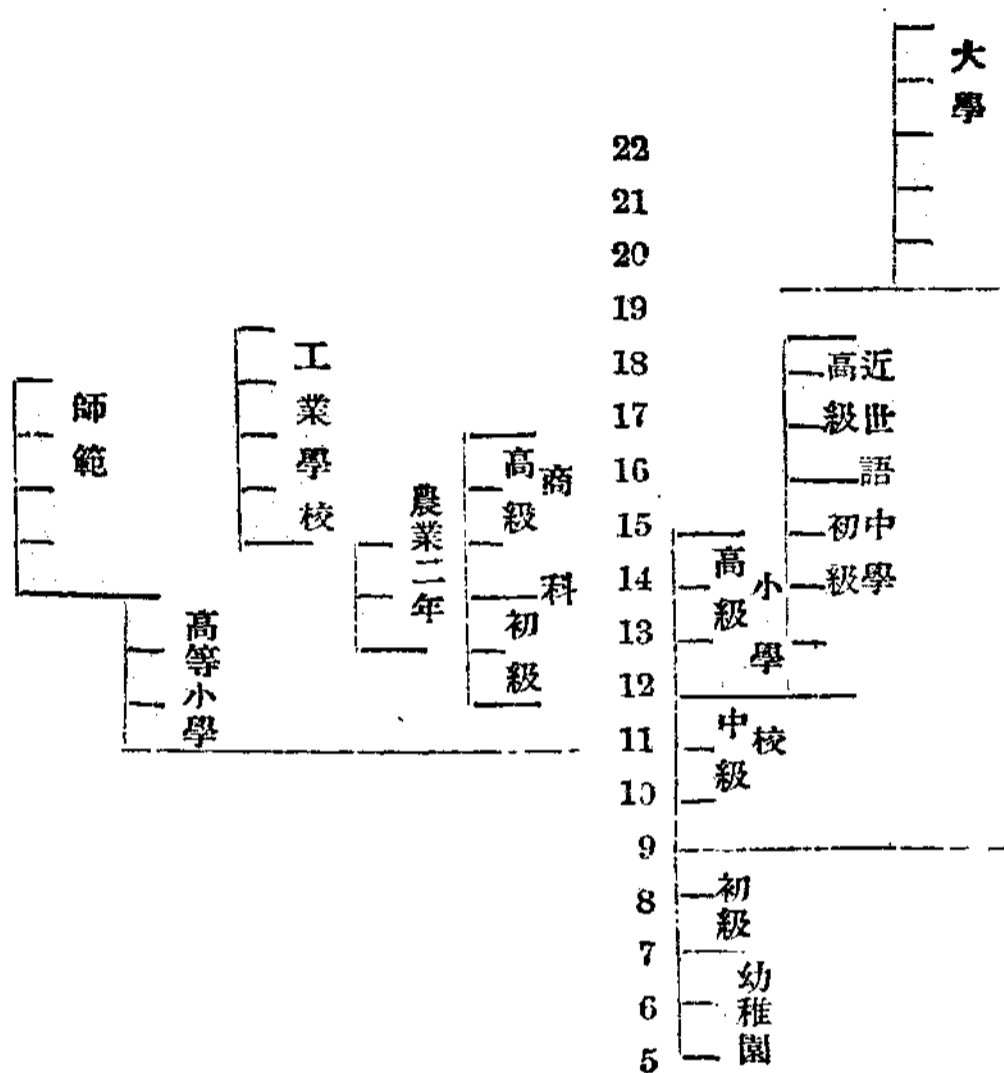 大學
近世語中學
高級
初級
小學校
高級
中級
初級
幼稚園
22
21
20
19
18
17
16
15
14
13
12
11
10
9
8
7
6
5
商科
高級
初級
農業二年
工業學校
高等小學
師範